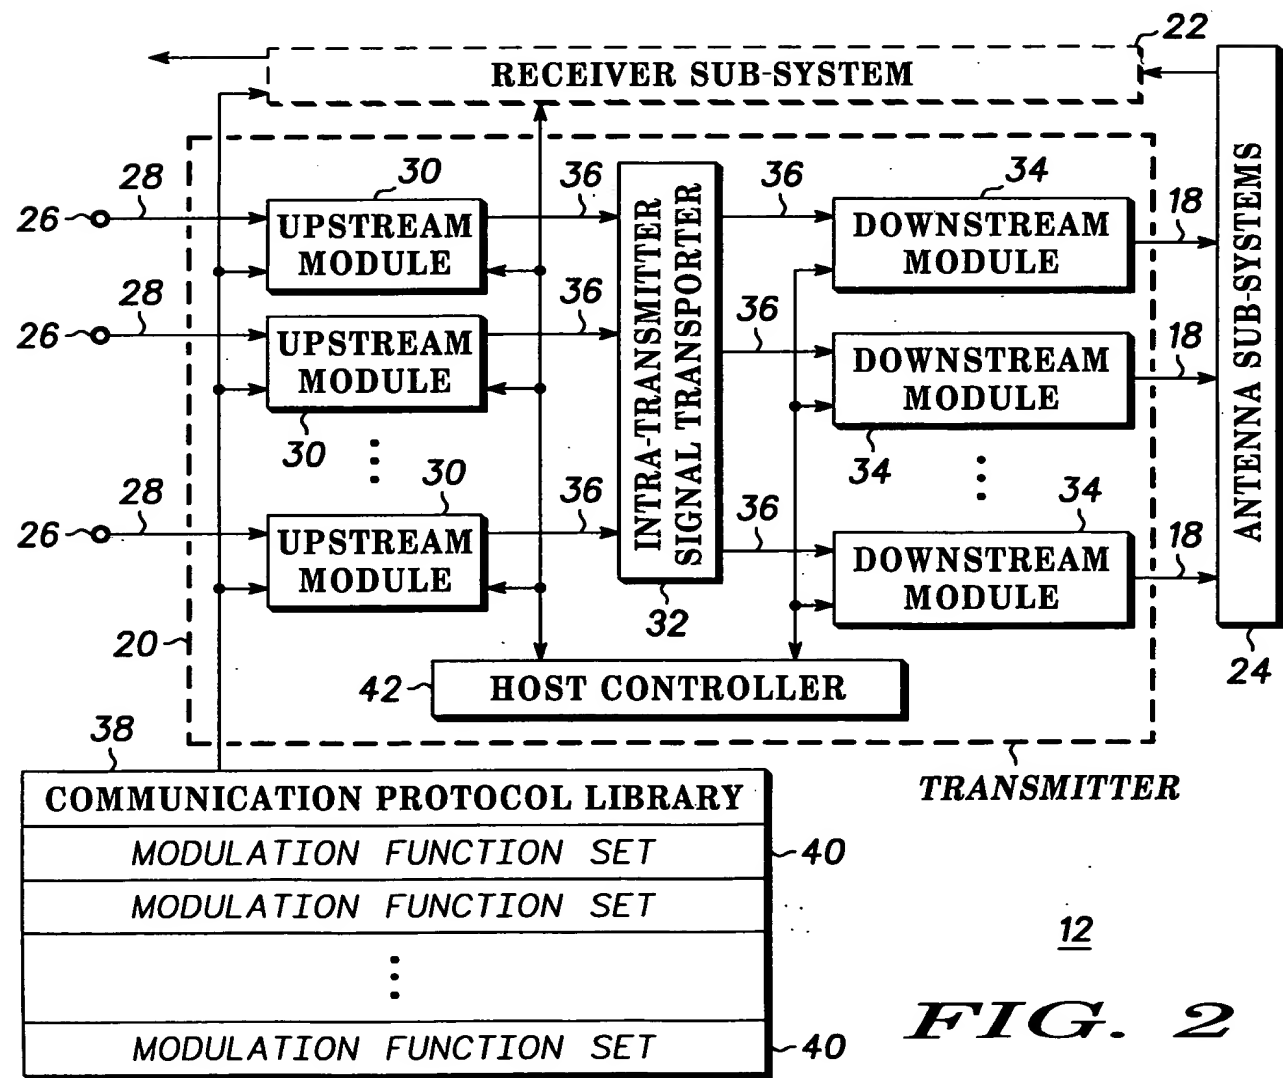 22
RECEIVER SUB-SYSTEM
28
30
36
36
34
18
26
UPSTREAM
MODULE
DOWNSTREAM
MODULE
28
36
36
18
26
UPSTREAM
MODULE
DOWNSTREAM
MODULE
30
34
28
30
36
36
34
18
26
UPSTREAM
MODULE
DOWNSTREAM
MODULE
INTRA-TRANSMITTER
SIGNAL TRANSPORTER
32
ANTENNA SUB-SYSTEMS
24
20
42
HOST CONTROLLER
TRANSMITTER
38
COMMUNICATION PROTOCOL LIBRARY
MODULATION FUNCTION SET
40
MODULATION FUNCTION SET
MODULATION FUNCTION SET
40
12
FIG. 2